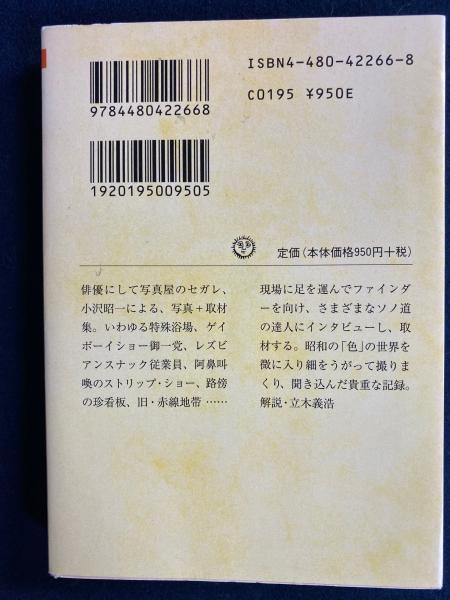 ISBN4-480-42266-8
C0195 ¥950E
9784480422668
1920195009505
定価(本体価格950円+税)
俳優にして写真屋のセガレ、
小沢昭一による、写真+取材
集。いわゆる特殊浴場、ゲイ
ボーイショー御一党、レズビ
アンスナック従業員、阿鼻叫
喚のストリップ・ショー、路傍
の珍看板、旧・赤線地帯……
現場に足を運んでファインダ
ーを向け、さまざまなソノ道
の達人にインタビューし、取
材する。昭和の「色」の世界を
微に入り細をうがって撮りま
くり、聞き込んだ貴重な記録。
解説・立木義浩